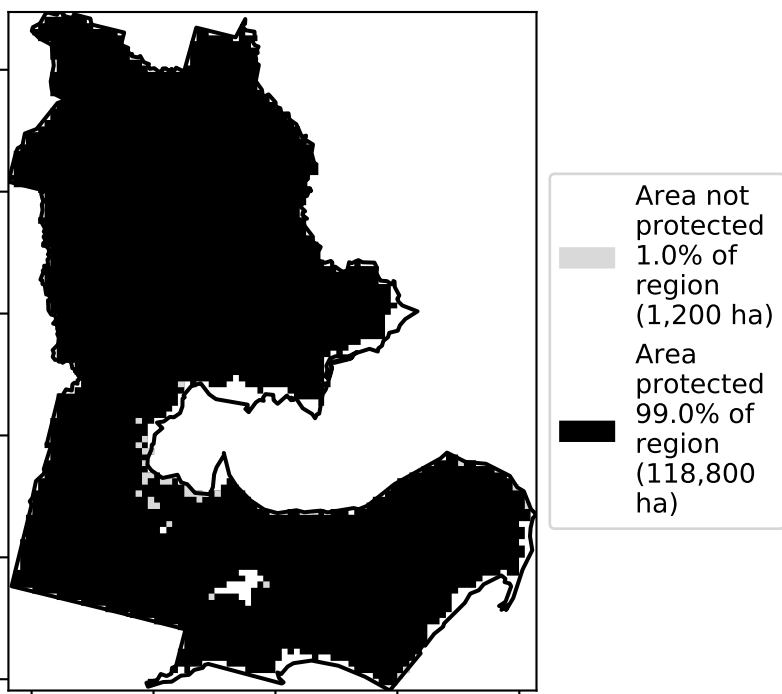 Area not
protected
1.0% of
region
(1,200 ha)
Area
protected
99.0% of
region
(118,800
ha)